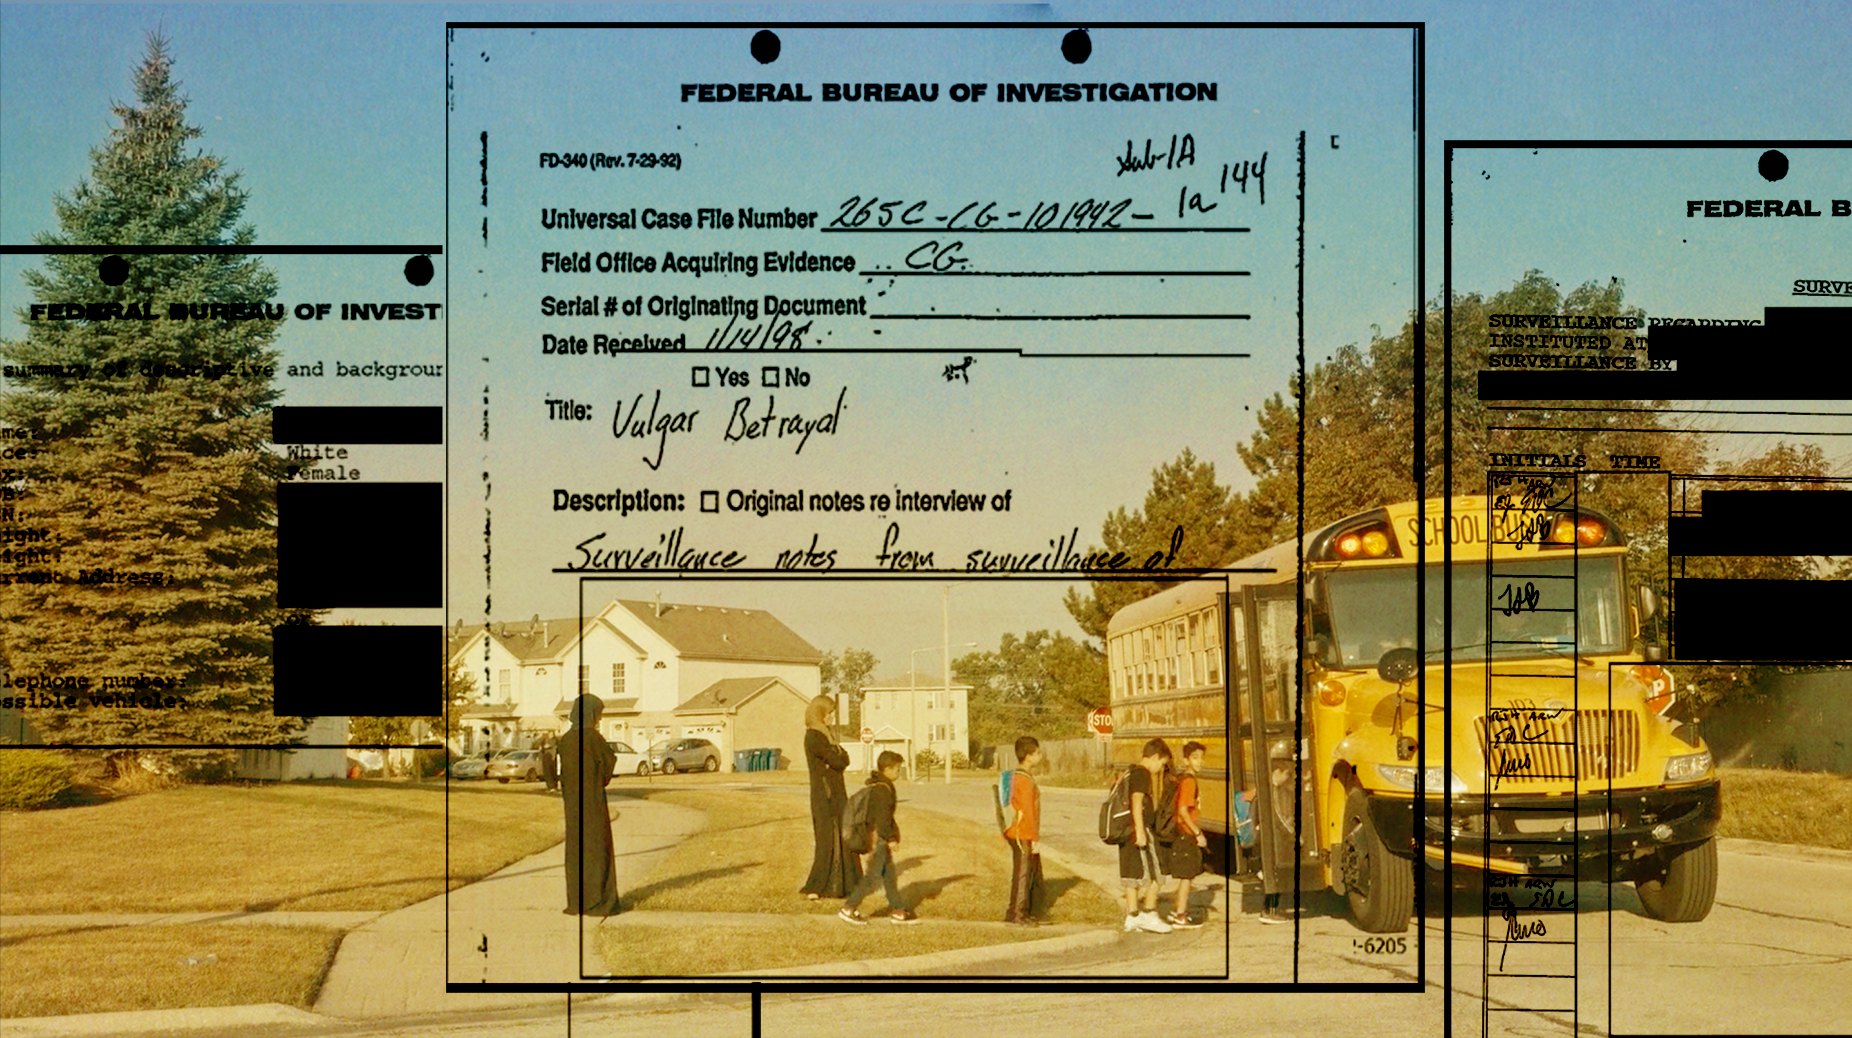 FEDERAL BUREAU OF INVESTIGATION
FD-340 (Rev. 7-29-92)
Sub-1A
1a 144
Universal Case File Number 265C-CG-101942-
Field Office Acquiring Evidence CG
Serial # of Originating Document
Date Received 1/14/98
Yes No
Title: Vulgar Betrayal
Description: Original notes re interview of
Surveillance notes from surveillance of
-6205
FEDERAL BUREAU OF INVEST
summary of descriptive and backgroun
me:
ce: White
x: Female
N:
ight:
ight:
rrent Address:
lephone number:
ssible vehicle:
FEDERAL B
SURVE
SURVEILLANCE REGARDING
INSTITUTED AT
SURVEILLANCE BY
INITIALS TIME
SCHOOL BU
STO